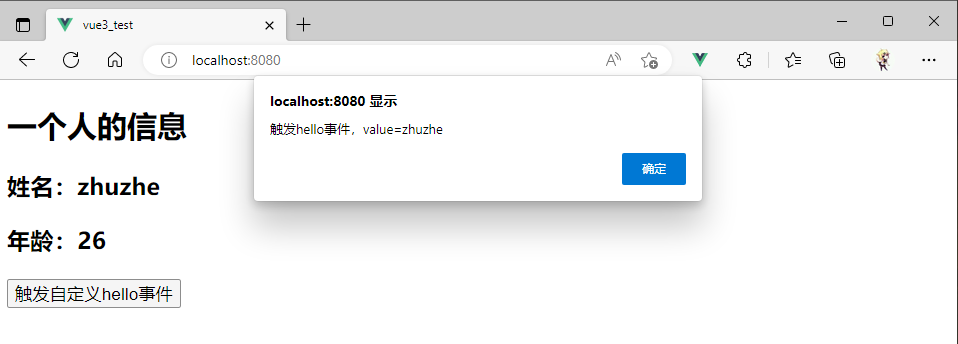 vue3_test
localhost:8080
localhost:8080 显示
触发hello事件，value=zhuzhe
确定
一个人的信息
姓名：zhuzhe
年龄：26
触发自定义hello事件